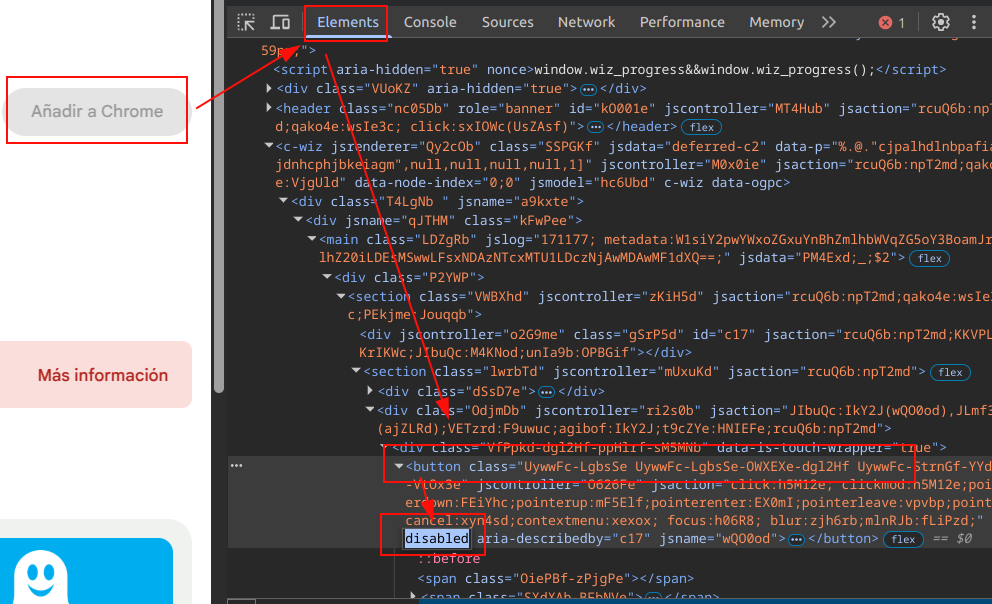 Elements Console Sources Network Performance Memory 1
59px;">
<script aria-hidden="true" nonce>window.wiz_progress&&window.wiz_progress();</script>
<div class="VUoKZ" aria-hidden="true"> … </div>
Añadir a Chrome
<header class="nc05Db" role="banner" id="kO001e" jscontroller="MT4Hub" jsaction="rcuQ6b:npT
d;qako4e:wsIe3c; click:sxIOWc(UsZAsf)"> … </header> flex
<c-wiz jsrenderer="Qy2cOb" class="SSPGKf" jsdata="deferred-c2" data-p="%.@."cjpalhdlnbpafia
jdnhcphjbkeiagm",null,null,null,null,1]" jscontroller="M0x0ie" jsaction="rcuQ6b:npT2md;qako
e:VjgUld" data-node-index="0;0" jsmodel="hc6Ubd" c-wiz data-ogpc>
<div class="T4LgNb " jsname="a9kxte">
<div jsname="qJTHM" class="kFwPee">
<main class="LDZgRb" jslog="171177; metadata:W1siY2pwYWxoZGxuYnBhZmlhbWVqZG5oY3BoamJr
lhZ20iLDEsMSwwLFsxNDAzNTcxMTU1LDczNjAwMDAwMF1dXQ==;" jsdata="PM4Exd;_;$2"> flex
<div class="P2YWP">
<section class="VWBXhd" jscontroller="zKiH5d" jsaction="rcuQ6b:npT2md;qako4e:wsIe3
c;PEkjme:Jouqqb">
<div jscontroller="o2G9me" class="gSrP5d" id="c17" jsaction="rcuQ6b:npT2md;KKVPL
KrIKWc;JIbuQc:M4KNod;unIa9b:OPBGif"></div>
<section class="lwrbTd" jscontroller="mUxuKd" jsaction="rcuQ6b:npT2md"> flex
Más información
<div class="dSsD7e"> … </div>
<div class="OdjmDb" jscontroller="ri2s0b" jsaction="JIbuQc:IkY2J(wQO0od),JLmf3
(ajZLRd);VETzrd:F9uwuc;agibof:IkY2J;t9cZYe:HNIEFe;rcuQ6b:npT2md">
<div class="VfPpkd-dgl2Hf-ppHlrf-sM5MNb" data-is-touch-wrapper="true">
<button class="UywwFc-LgbsSe UywwFc-LgbsSe-OWXEXe-dgl2Hf UywwFc-StrnGf-YYd
-VtOx3e" jscontroller="O626Fe" jsaction="click:h5M12e; clickmod:h5M12e;poi
erdown:FEiYhc;pointerup:mF5Elf;pointerenter:EX0mI;pointerleave:vpvbp;point
cancel:xyn4sd;contextmenu:xexox; focus:h06R8; blur:zjh6rb;mlnRJb:fLiPzd;"
disabled aria-describedby="c17" jsname="wQO0od"> … </button> flex == $0
::before
<span class="OiePBf-zPjgPe"></span>
<span class="SXdXAb-BFbNVe"> … </span>